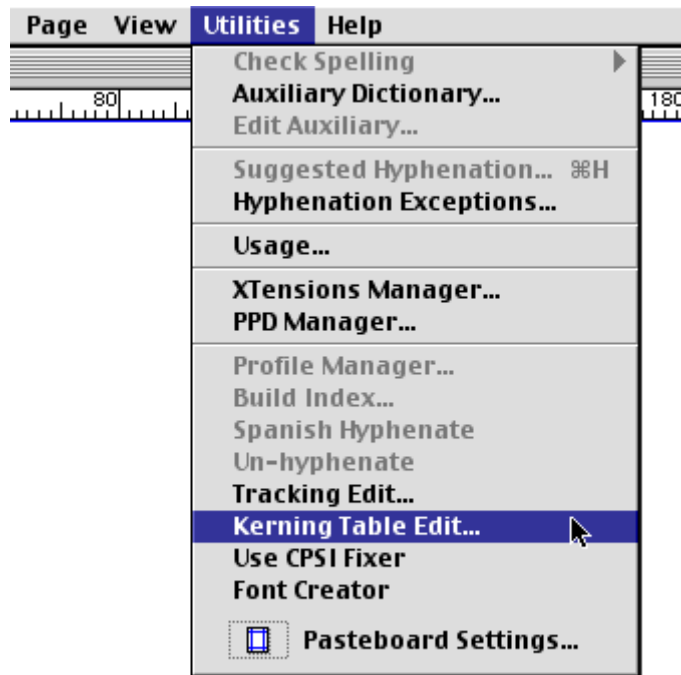 Page View Utilities Help
Check Spelling
80 180
Auxiliary Dictionary...
Edit Auxiliary...
Suggested Hyphenation... ⌘H
Hyphenation Exceptions...
Usage...
XTensions Manager...
PPD Manager...
Profile Manager...
Build Index...
Spanish Hyphenate
Un-hyphenate
Tracking Edit...
Kerning Table Edit...
Use CPSI Fixer
Font Creator
Pasteboard Settings...